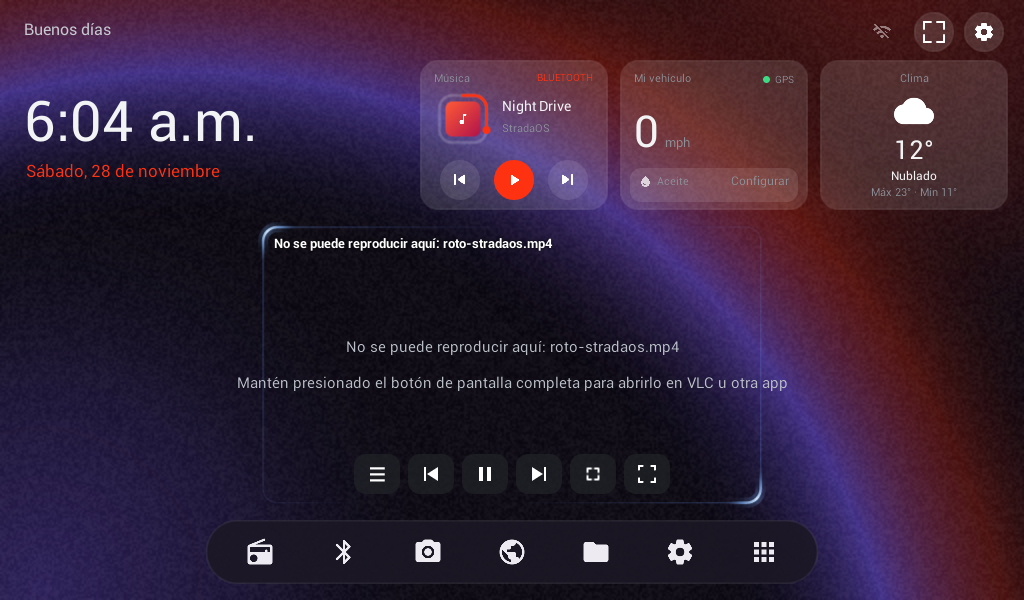 Buenos días
6:04 a.m.
Sábado, 28 de noviembre
Música
BLUETOOTH
Night Drive
StradaOS
Mi vehículo
GPS
0 mph
Aceite
Configurar
Clima
12°
Nublado
Máx 23° · Mín 11°
No se puede reproducir aquí: roto-stradaos.mp4
No se puede reproducir aquí: roto-stradaos.mp4
Mantén presionado el botón de pantalla completa para abrirlo en VLC u otra app